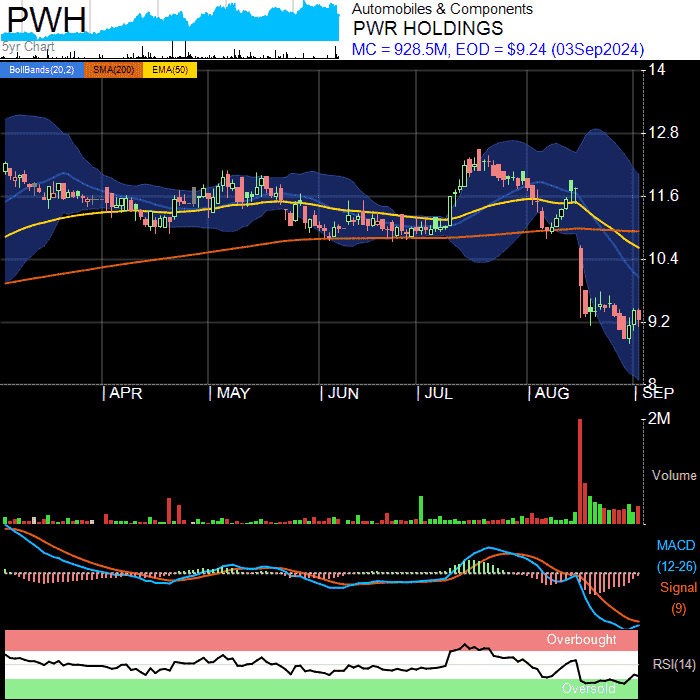 PWH
5yr Chart
Automobiles & Components
PWR HOLDINGS
MC = 928.5M, EOD = $9.24 (03Sep2024)
BollBands(20,2) SMA(200) EMA(50)
14
12.8
11.6
10.4
9.2
8
APR MAY JUN JUL AUG SEP
2M
Volume
MACD
(12-26)
Signal
(9)
Overbought
RSI(14)
Oversold